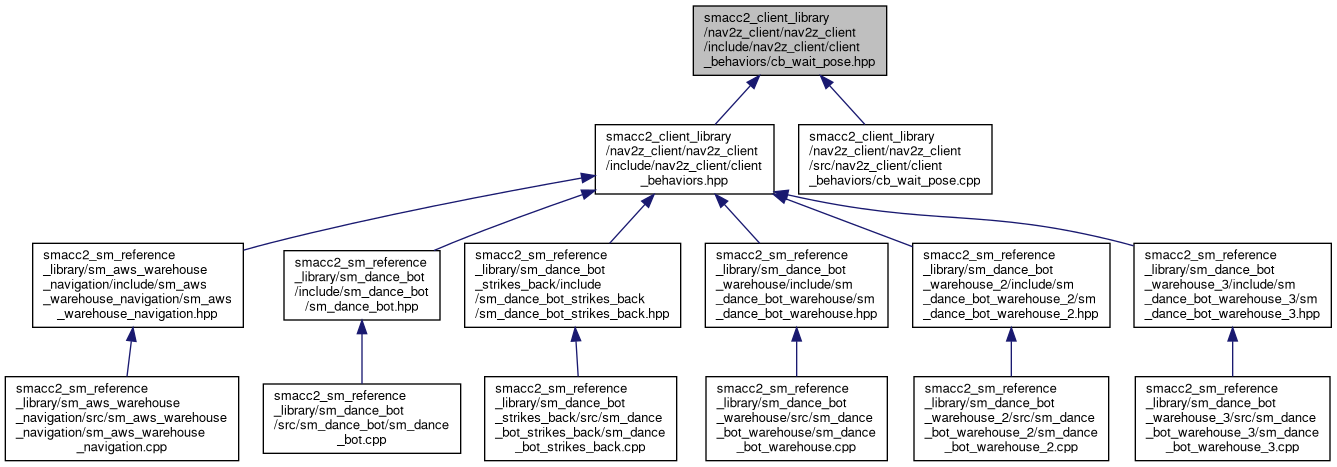 smacc2_client_library
/nav2z_client/nav2z_client
/include/nav2z_client/client
_behaviors/cb_wait_pose.hpp
smacc2_client_library
/nav2z_client/nav2z_client
/include/nav2z_client/client
_behaviors.hpp
smacc2_client_library
/nav2z_client/nav2z_client
/src/nav2z_client/client
_behaviors/cb_wait_pose.cpp
smacc2_sm_reference
_library/sm_aws_warehouse
_navigation/include/sm_aws
_warehouse_navigation/sm_aws
_warehouse_navigation.hpp
smacc2_sm_reference
_library/sm_dance_bot
/include/sm_dance_bot
/sm_dance_bot.hpp
smacc2_sm_reference
_library/sm_dance_bot
_strikes_back/include
/sm_dance_bot_strikes_back
/sm_dance_bot_strikes_back.hpp
smacc2_sm_reference
_library/sm_dance_bot
_warehouse/include/sm
_dance_bot_warehouse/sm
_dance_bot_warehouse.hpp
smacc2_sm_reference
_library/sm_dance_bot
_warehouse_2/include/sm
_dance_bot_warehouse_2/sm
_dance_bot_warehouse_2.hpp
smacc2_sm_reference
_library/sm_dance_bot
_warehouse_3/include/sm
_dance_bot_warehouse_3/sm
_dance_bot_warehouse_3.hpp
smacc2_sm_reference
_library/sm_aws_warehouse
_navigation/src/sm_aws_warehouse
_navigation/sm_aws_warehouse
_navigation.cpp
smacc2_sm_reference
_library/sm_dance_bot
/src/sm_dance_bot/sm_dance
_bot.cpp
smacc2_sm_reference
_library/sm_dance_bot
_strikes_back/src/sm_dance
_bot_strikes_back/sm_dance
_bot_strikes_back.cpp
smacc2_sm_reference
_library/sm_dance_bot
_warehouse/src/sm_dance
_bot_warehouse/sm_dance
_bot_warehouse.cpp
smacc2_sm_reference
_library/sm_dance_bot
_warehouse_2/src/sm_dance
_bot_warehouse_2/sm_dance
_bot_warehouse_2.cpp
smacc2_sm_reference
_library/sm_dance_bot
_warehouse_3/src/sm_dance
_bot_warehouse_3/sm_dance
_bot_warehouse_3.cpp